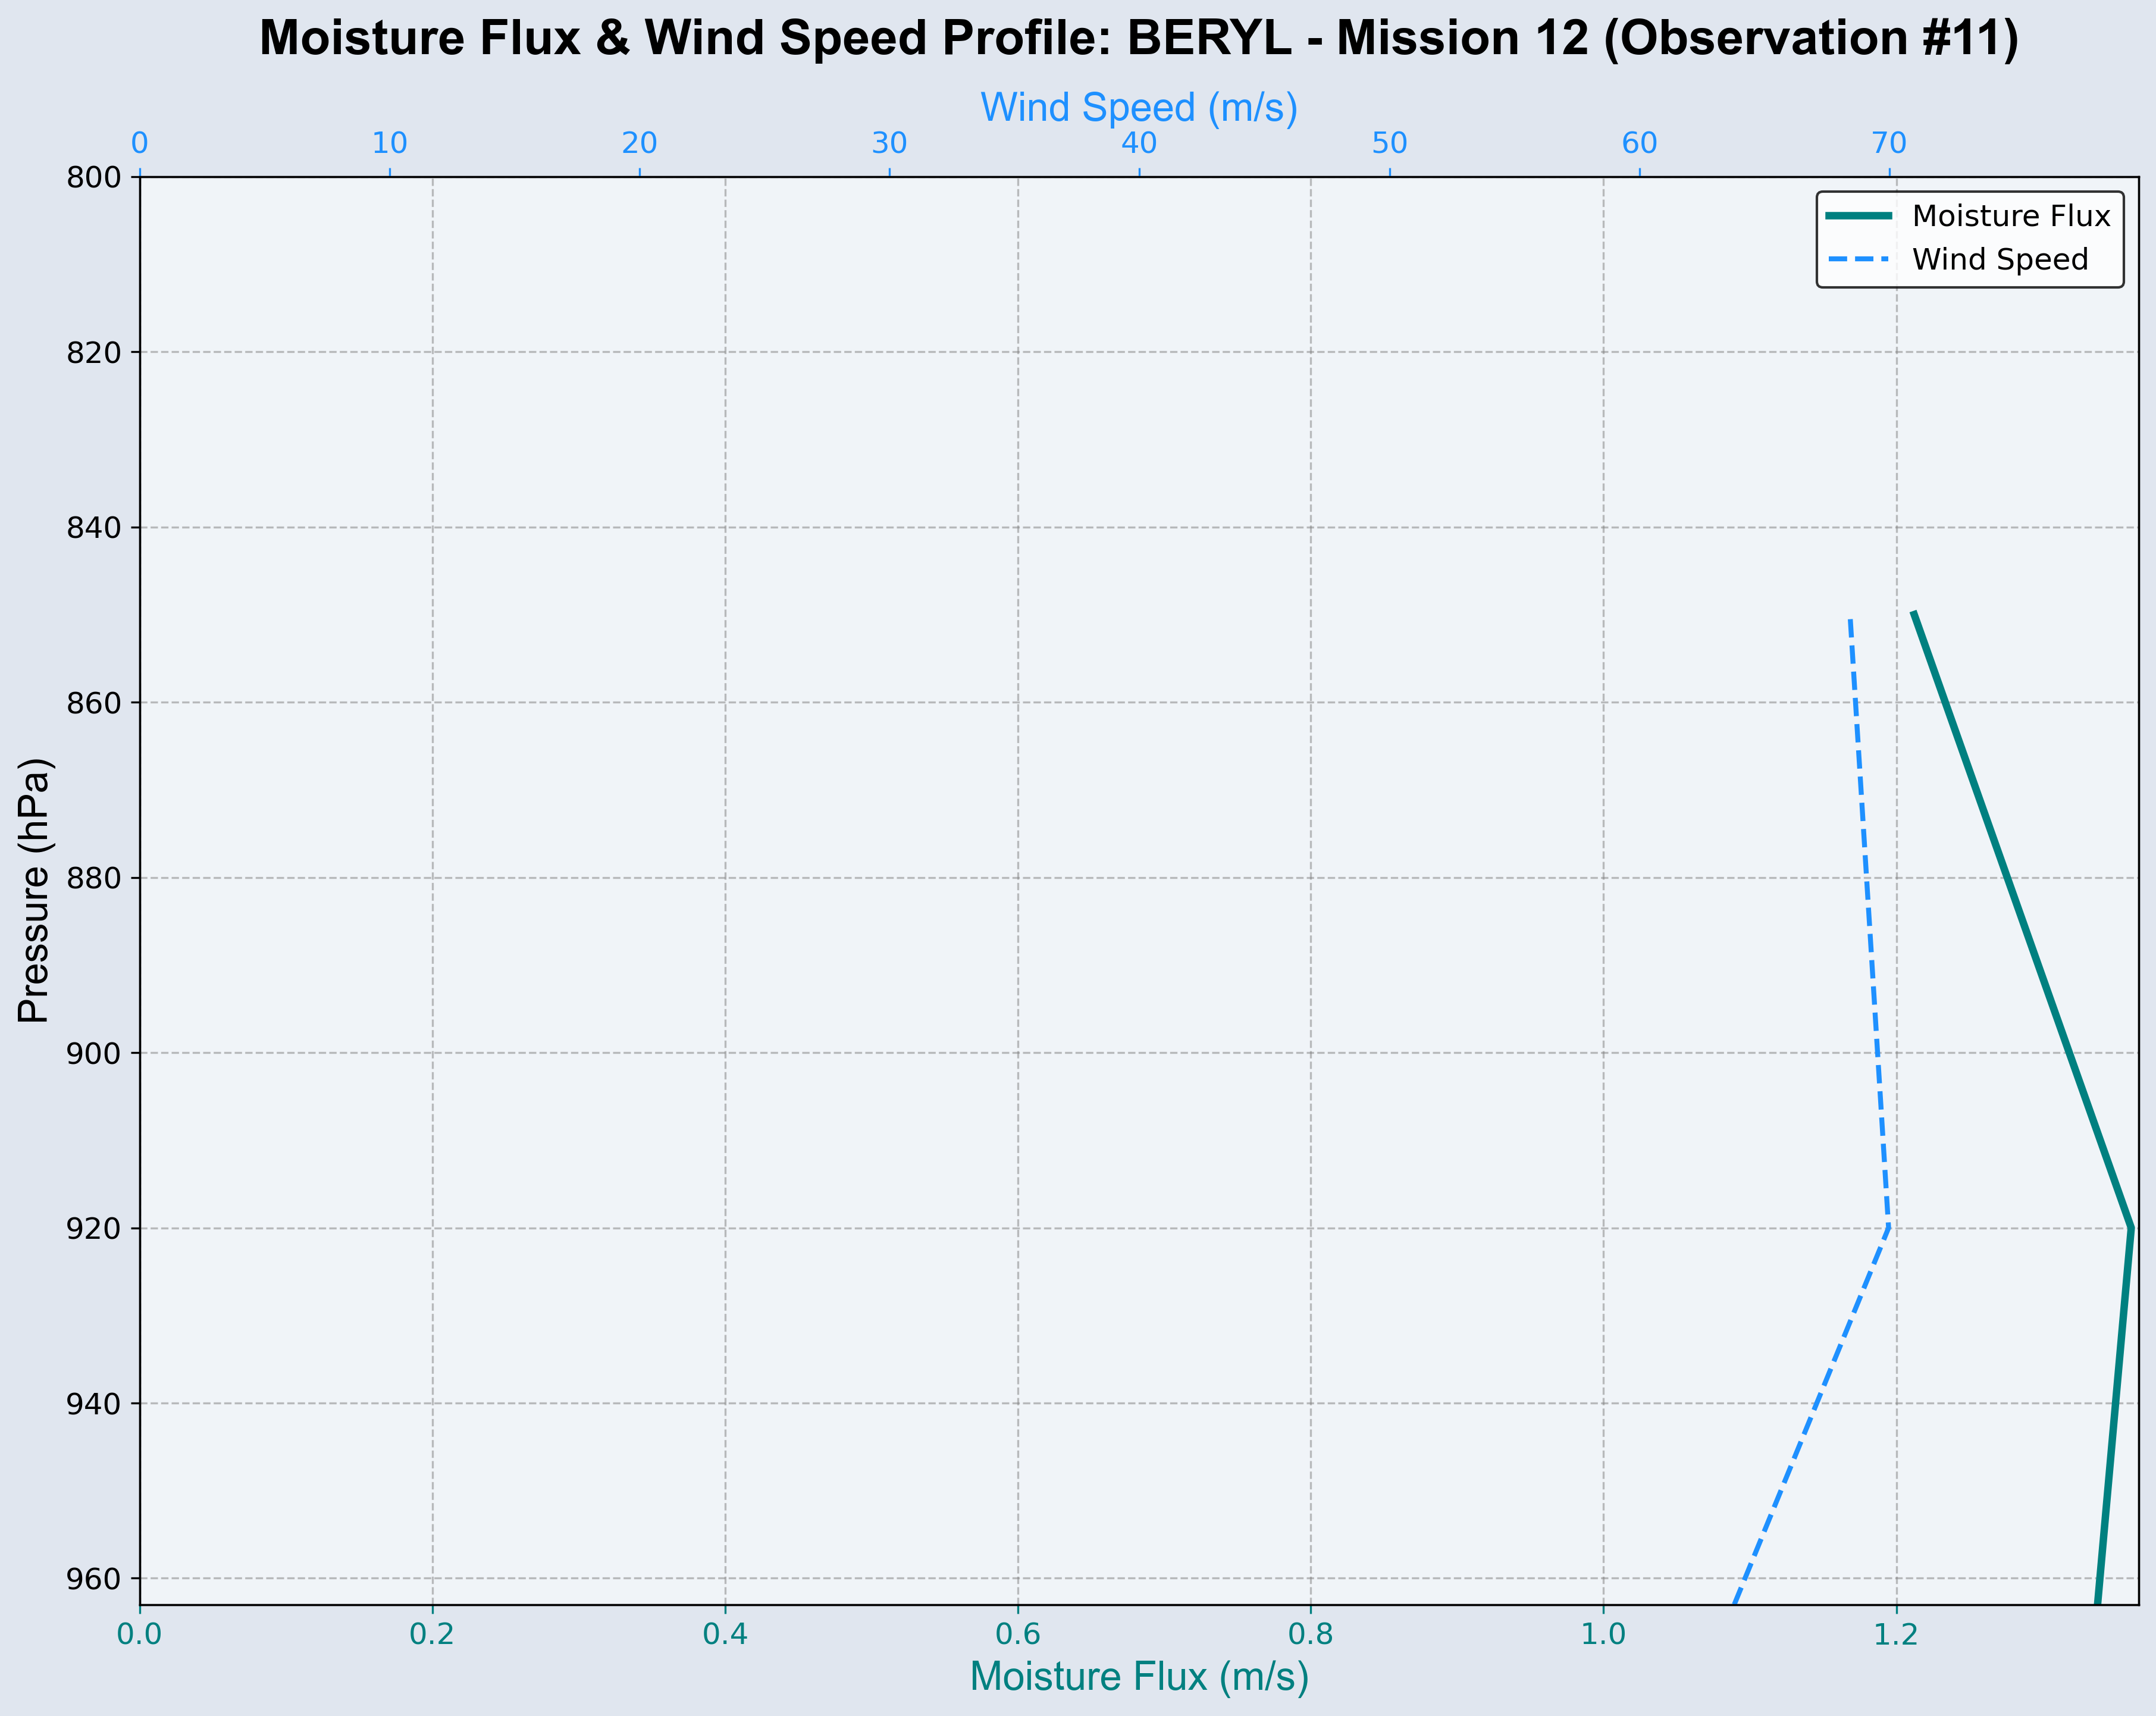 Moisture Flux & Wind Speed Profile: BERYL - Mission 12 (Observation #11)
Wind Speed (m/s)
0 10 20 30 40 50 60 70
Moisture Flux
Wind Speed
800
820
840
860
880
900
920
940
960
Pressure (hPa)
0.0 0.2 0.4 0.6 0.8 1.0 1.2
Moisture Flux (m/s)